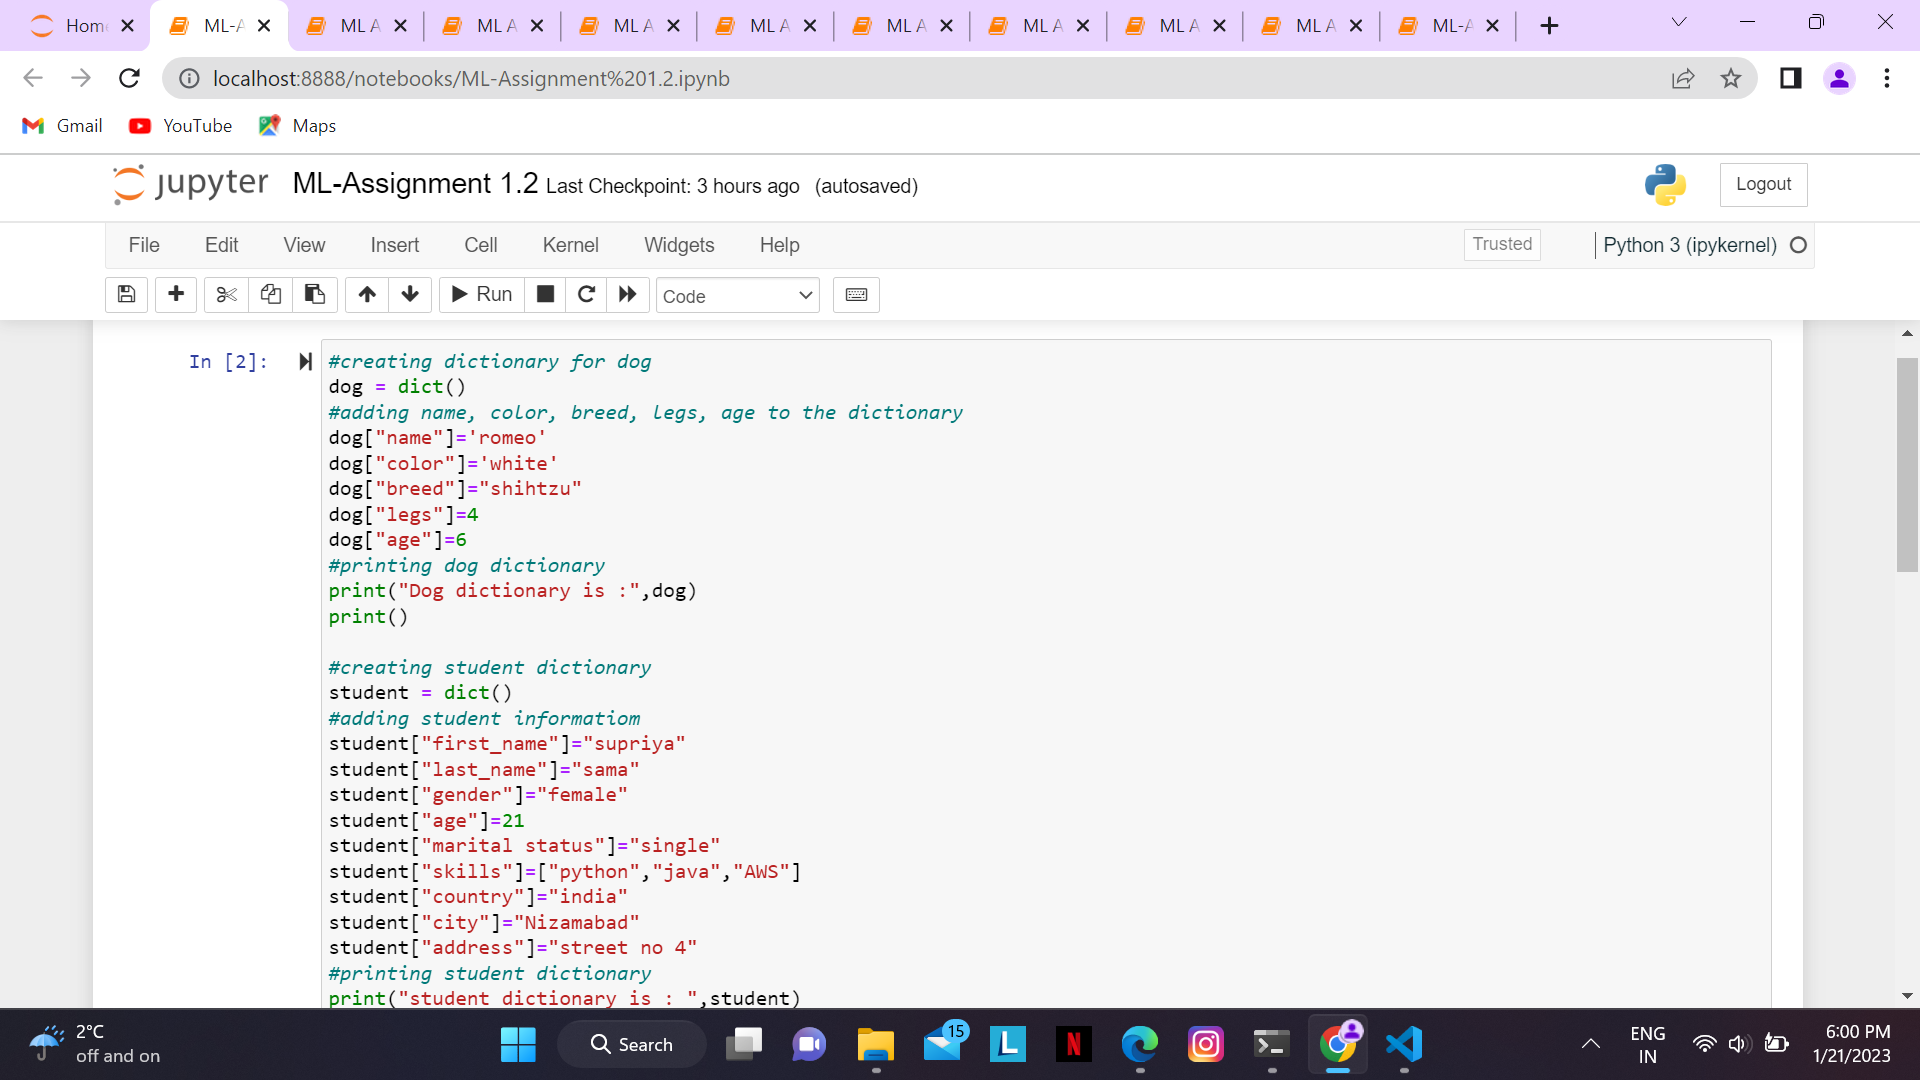 Home
ML-A
ML A
ML A
ML A
ML A
ML A
ML A
ML A
ML A
ML-A
localhost:8888/notebooks/ML-Assignment%201.2.ipynb
Gmail YouTube Maps
jupyter ML-Assignment 1.2 Last Checkpoint: 3 hours ago (autosaved)
Logout
File Edit View Insert Cell Kernel Widgets Help
Trusted
Python 3 (ipykernel)
Run
Code
In [2]:
#creating dictionary for dog
dog = dict()
#adding name, color, breed, legs, age to the dictionary
dog["name"]='romeo'
dog["color"]='white'
dog["breed"]="shihtzu"
dog["legs"]=4
dog["age"]=6
#printing dog dictionary
print("Dog dictionary is :",dog)
print()
#creating student dictionary
student = dict()
#adding student informatiom
student["first_name"]="supriya"
student["last_name"]="sama"
student["gender"]="female"
student["age"]=21
student["marital status"]="single"
student["skills"]=["python","java","AWS"]
student["country"]="india"
student["city"]="Nizamabad"
student["address"]="street no 4"
#printing student dictionary
print("student dictionary is : ",student)
2°C
off and on
Search
15
L
N
ENG
IN
6:00 PM
1/21/2023